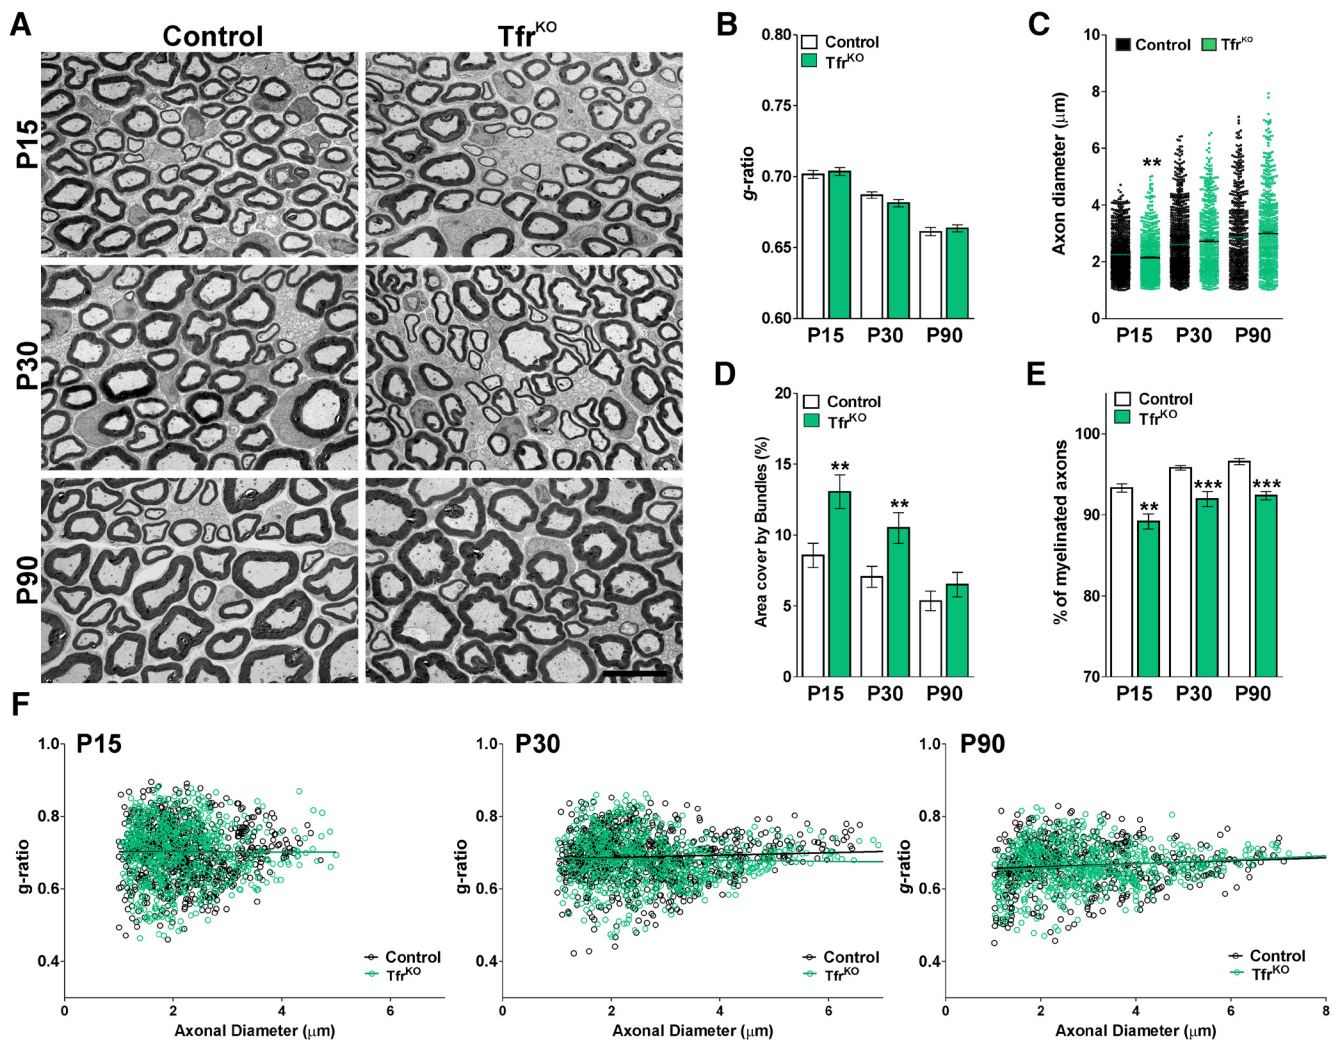 A
Control
Tfr^KO
P15
P30
P90
B
g-ratio
0.80
0.75
0.70
0.65
0.60
Control
Tfr^KO
P15 P30 P90
C
Axon diameter (μm)
10
8
6
4
2
0
Control Tfr^KO
**
P15 P30 P90
D
Area cover by Bundles (%)
20
15
10
5
0
Control
Tfr^KO
**
**
P15 P30 P90
E
% of myelinated axons
100
90
80
70
Control
Tfr^KO
**
***
***
P15 P30 P90
F
P15
g-ratio
1.0
0.8
0.6
0.4
0 2 4 6
Axonal Diameter (μm)
Control
Tfr^KO
P30
g-ratio
1.0
0.8
0.6
0.4
0 2 4 6
Axonal Diameter (μm)
Control
Tfr^KO
P90
g-ratio
1.0
0.8
0.6
0.4
0 2 4 6 8
Axonal Diameter (μm)
Control
Tfr^KO